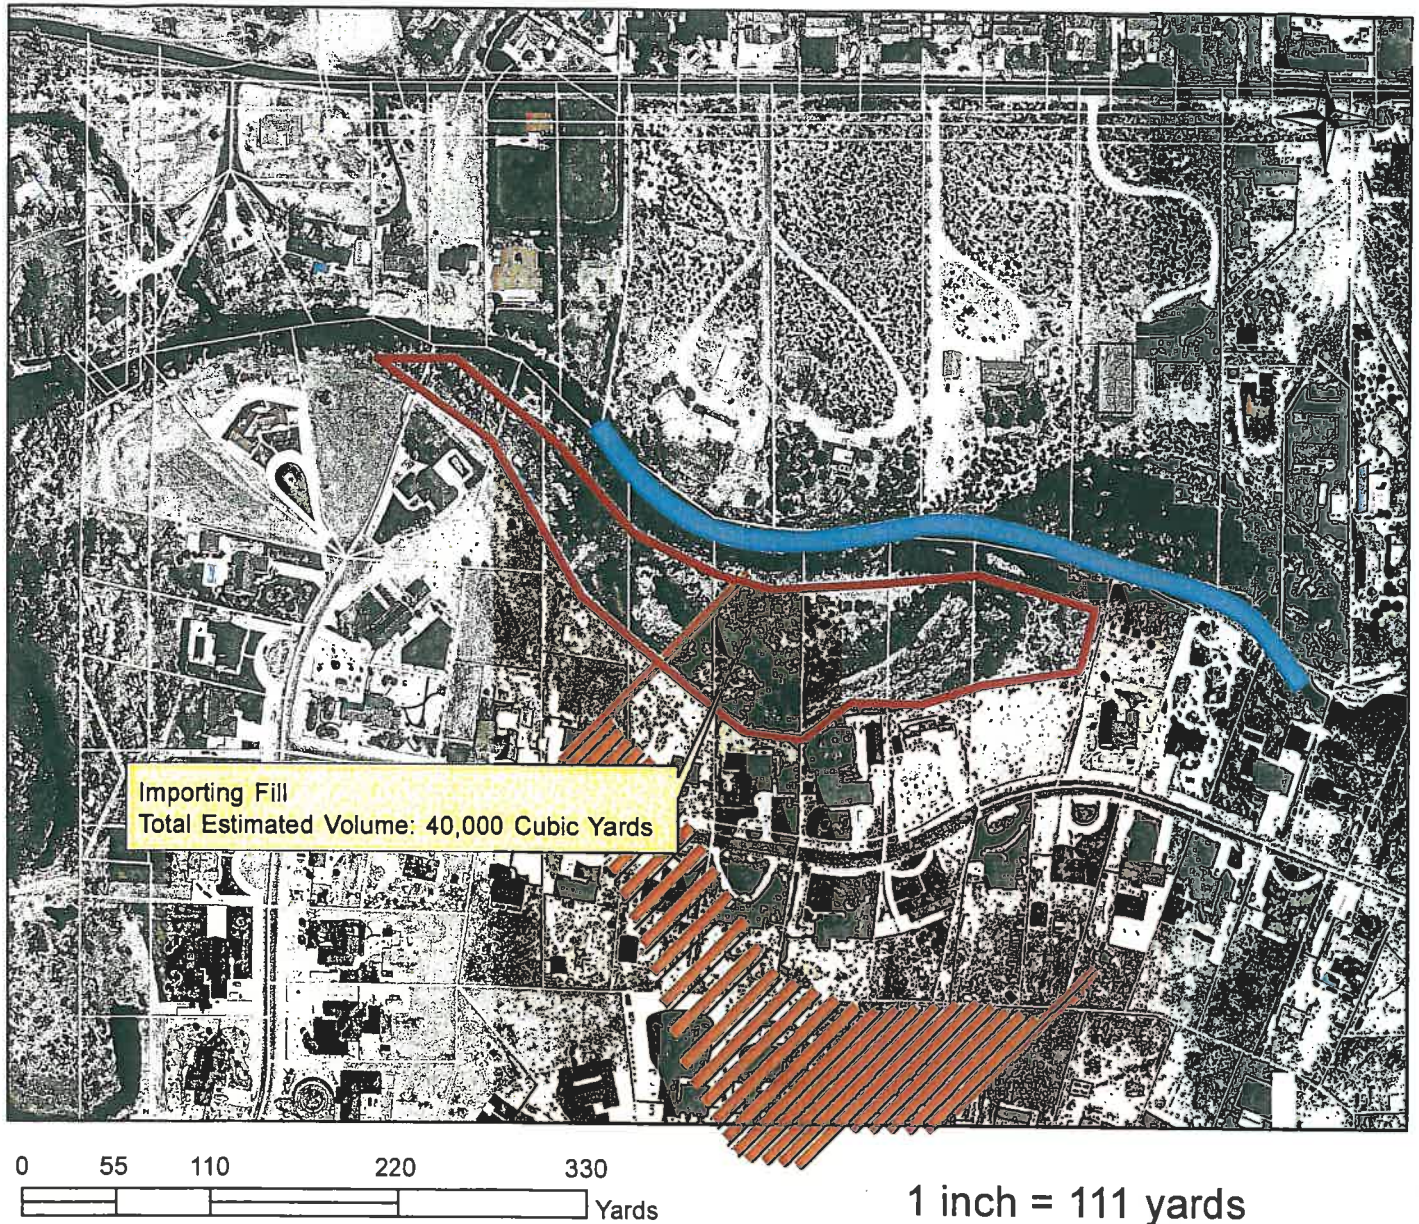 Importing Fill
Total Estimated Volume: 40,000 Cubic Yards
0 55 110 220 330
Yards
1 inch = 111 yards